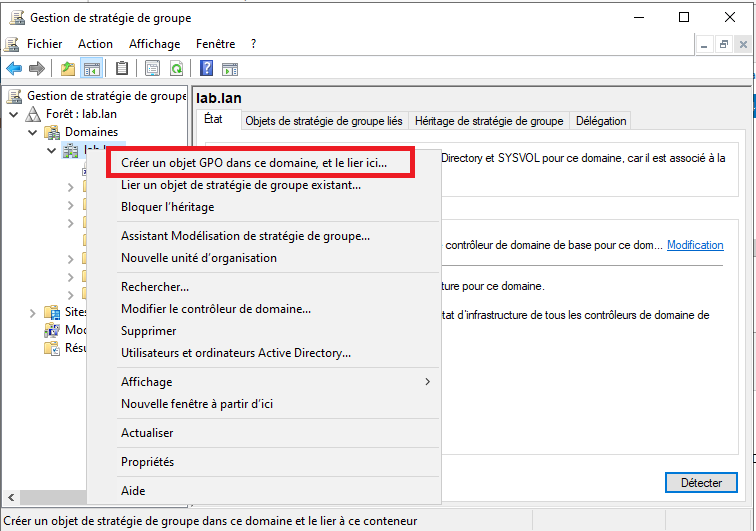 Gestion de stratégie de groupe
Fichier Action Affichage Fenêtre ?
Gestion de stratégie de groupe
Forêt : lab.lan
Domaines
lab.lan
État Objets de stratégie de groupe liés Héritage de stratégie de groupe Délégation
Créer un objet GPO dans ce domaine, et le lier ici...
Directory et SYSVOL pour ce domaine, car il est associé à la
Lier un objet de stratégie de groupe existant...
Bloquer l'héritage
Assistant Modélisation de stratégie de groupe...
contrôleur de domaine de base pour ce dom... Modification
Nouvelle unité d'organisation
Rechercher...
ture pour ce domaine.
Sites
Modifier le contrôleur de domaine...
tat d'infrastructure de tous les contrôleurs de domaine de
Mod
Supprimer
Résu
Utilisateurs et ordinateurs Active Directory...
Affichage
Nouvelle fenêtre à partir d'ici
Actualiser
Propriétés
Détecter
Aide
Créer un objet de stratégie de groupe dans ce domaine et le lier à ce conteneur